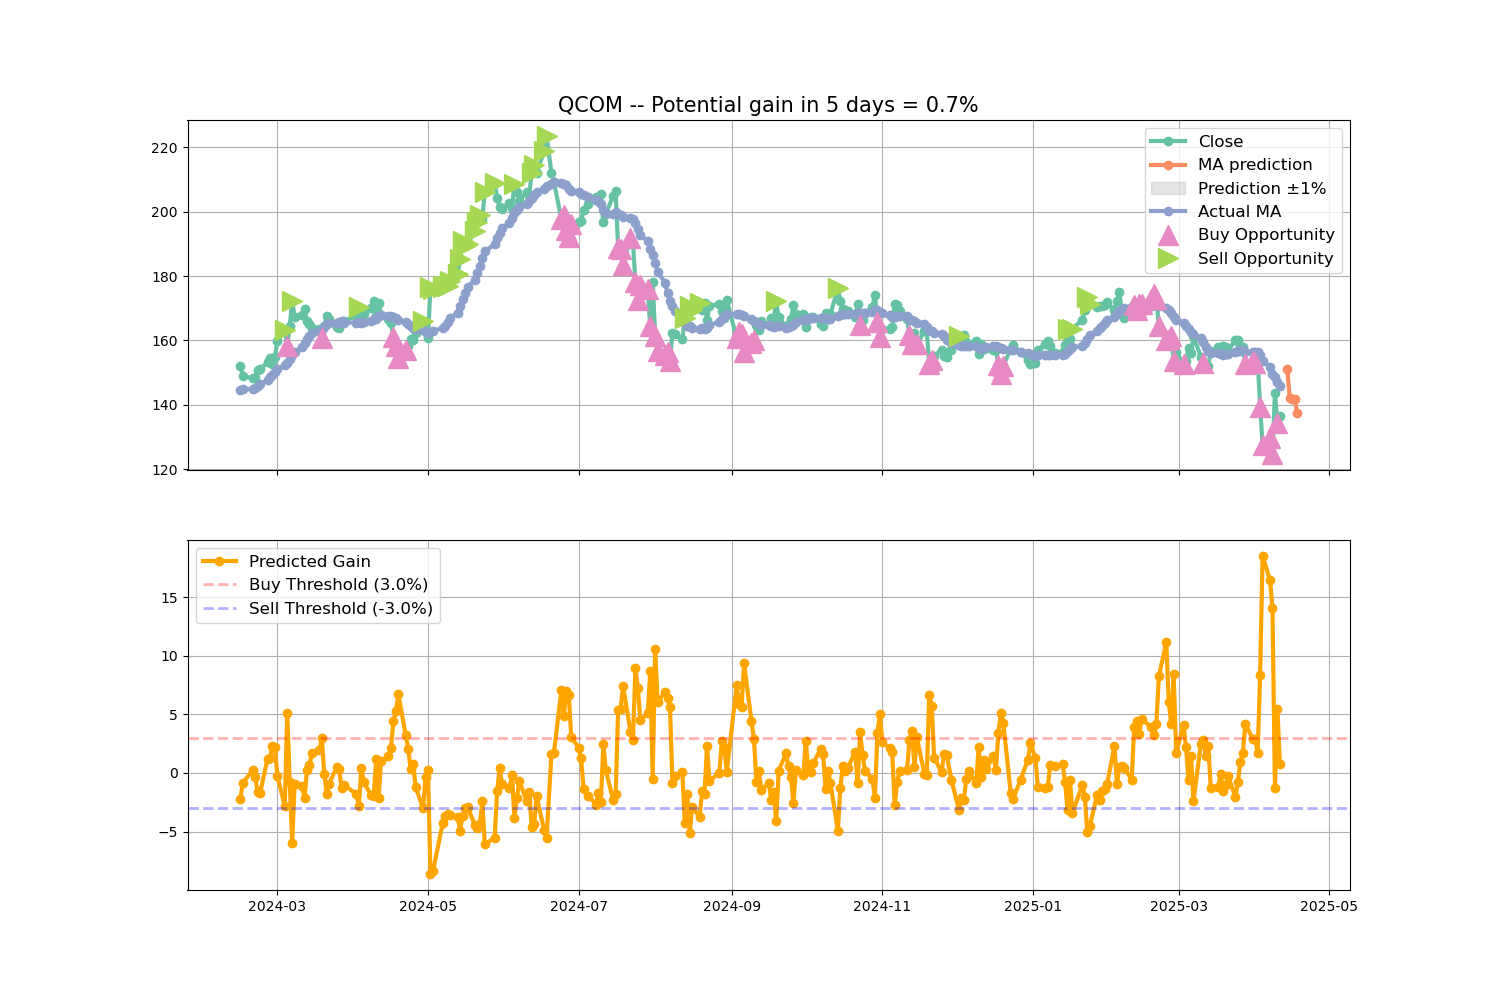 QCOM -- Potential gain in 5 days = 0.7%
220
200
180
160
140
120
Close
MA prediction
Prediction ±1%
Actual MA
Buy Opportunity
Sell Opportunity
Predicted Gain
Buy Threshold (3.0%)
Sell Threshold (-3.0%)
15
10
5
0
−5
2024-03
2024-05
2024-07
2024-09
2024-11
2025-01
2025-03
2025-05